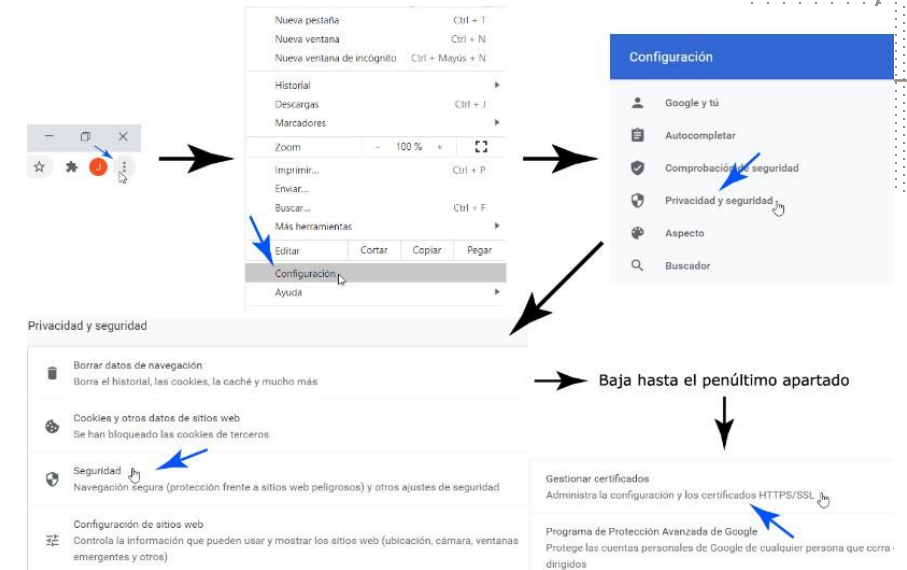 Nueva pestaña Ctrl + T
Nueva ventana Ctrl + N
Nueva ventana de incógnito Ctrl + Mayús + N
Historial
Descargas Ctrl + J
Marcadores
Zoom - 100 % +
Imprimir... Ctrl + P
Enviar...
Buscar... Ctrl + F
Más herramientas
Editar Cortar Copiar Pegar
Configuración
Ayuda
J
Configuración
Google y tú
Autocompletar
Comprobación de seguridad
Privacidad y seguridad
Aspecto
Buscador
Privacidad y seguridad
Borrar datos de navegación
Borra el historial, las cookies, la caché y mucho más
Cookies y otros datos de sitios web
Se han bloqueado las cookies de terceros
Seguridad
Navegación segura (protección frente a sitios web peligrosos) y otros ajustes de seguridad
Configuración de sitios web
Controla la información que pueden usar y mostrar los sitios web (ubicación, cámara, ventanas
emergentes y otros)
Baja hasta el penúltimo apartado
Gestionar certificados
Administra la configuración y los certificados HTTPS/SSL
Programa de Protección Avanzada de Google
Protege las cuentas personales de Google de cualquier persona que corra
dirigidos